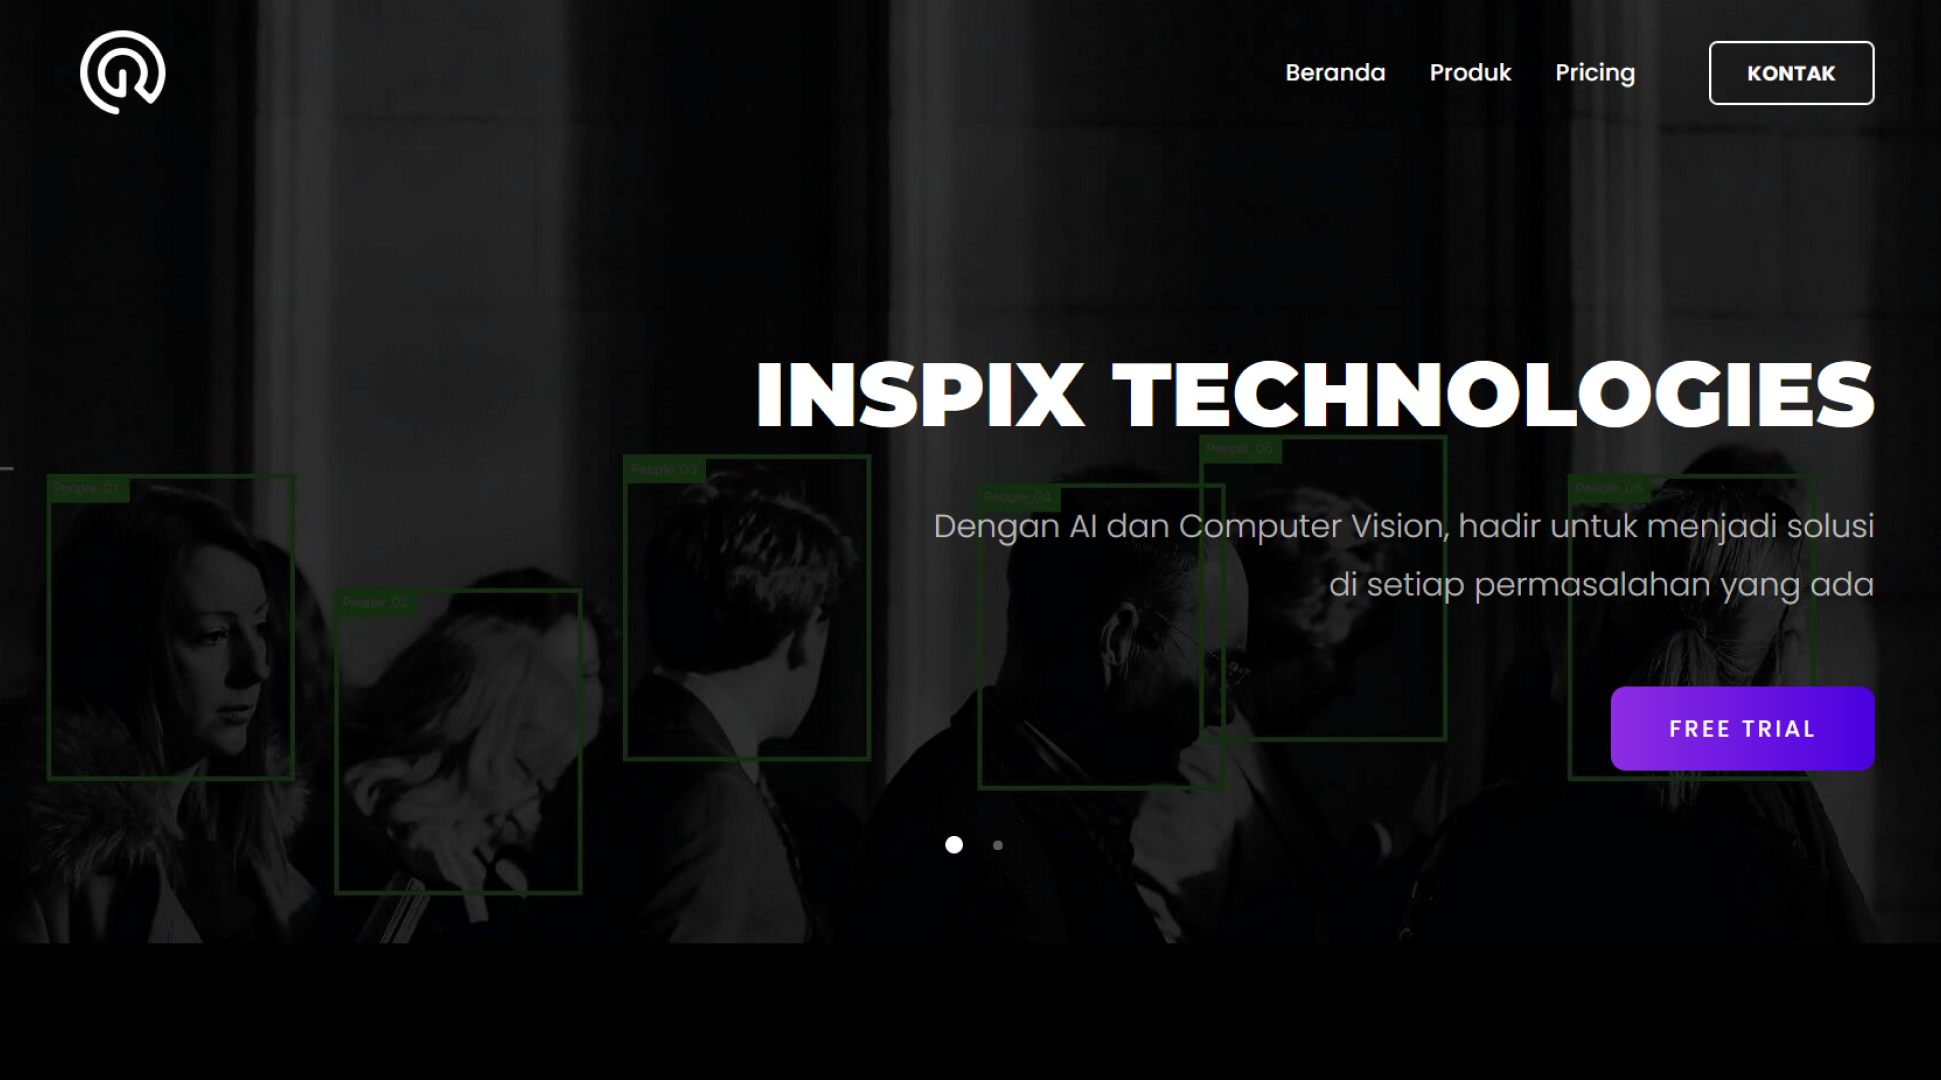 Beranda Produk Pricing KONTAK
INSPIX TECHNOLOGIES
People_06
People_05
People_01
People_04
Dengan AI dan Computer Vision, hadir untuk menjadi solusi
di setiap permasalahan yang ada
People_02
FREE TRIAL